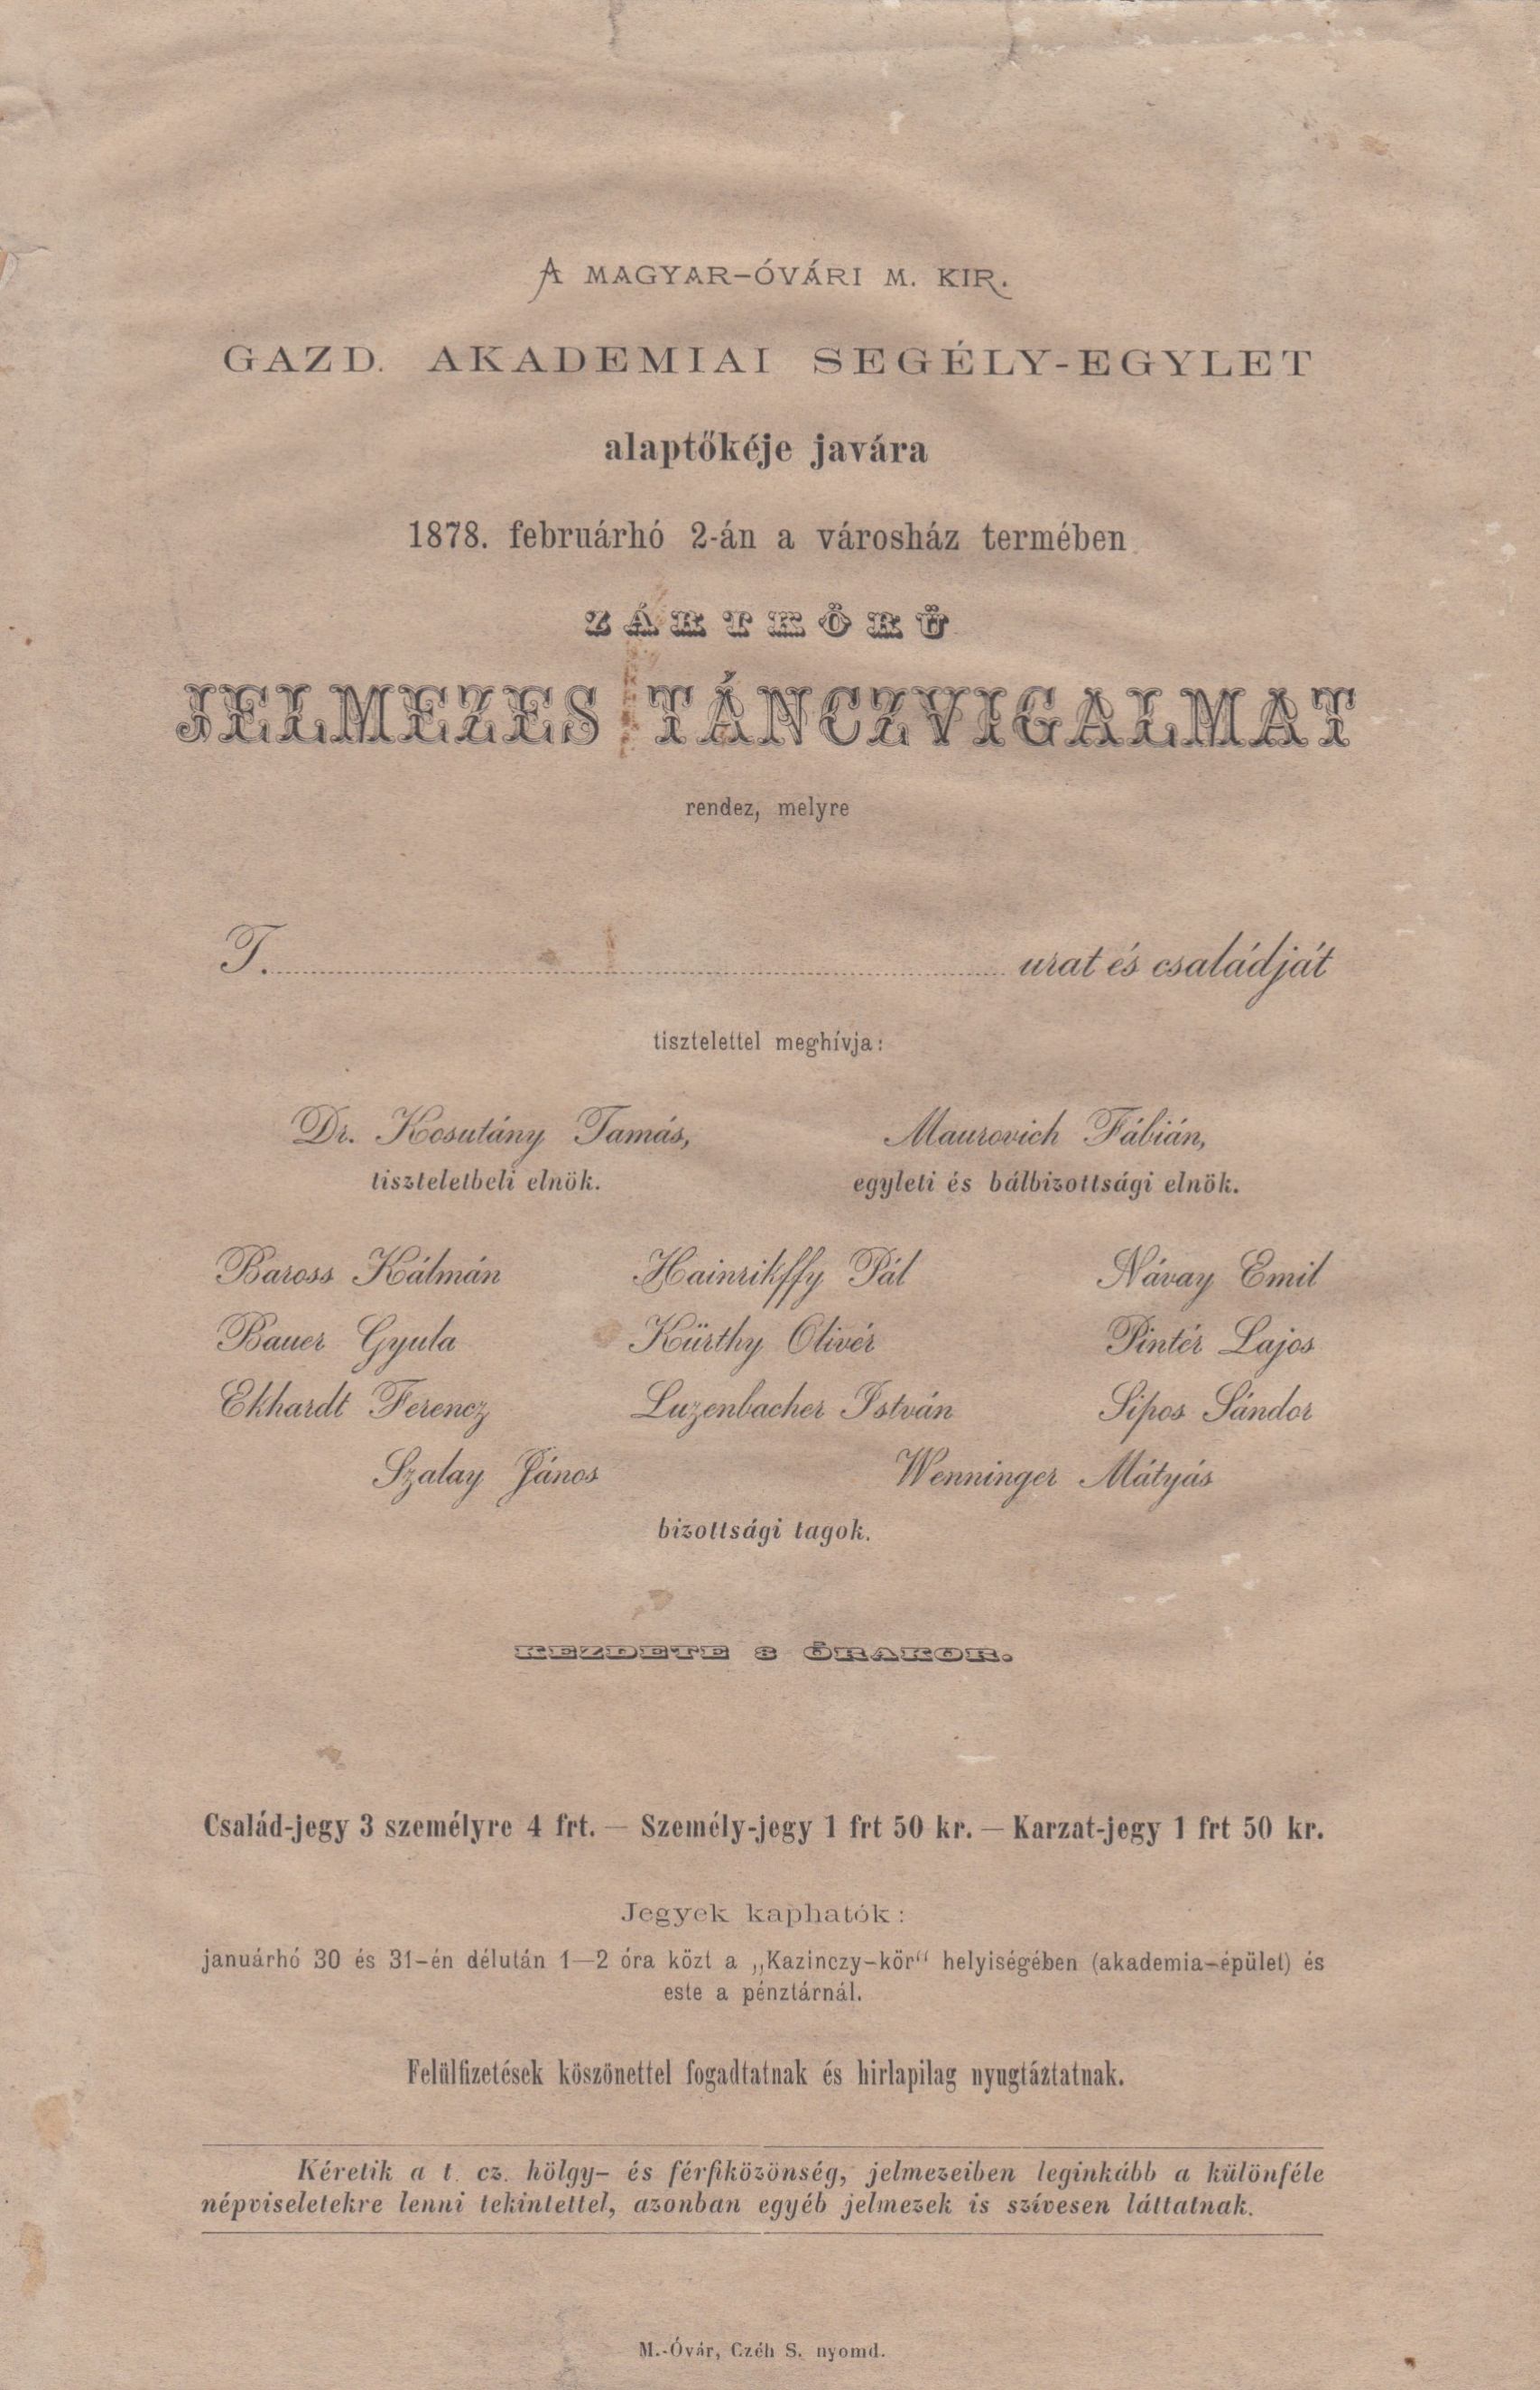 A MAGYAR-ÓVÁRI M. KIR.
GAZD. AKADEMIAI SEGÉLY-EGYLET
alaptőkéje javára
1878. februárhó 2-án a városház termében
ZÁRTKÖRŰ
JELMEZES TÁNCZVIGALMAT
rendez, melyre
T. urat és családját
tisztelettel meghívja:
Dr. Kosutány Tamás, Maurovich Fábián,
tiszteletbeli elnök. egyleti és bálbizottsági elnök.
Baross Kálmán Hainrikffy Pál Návay Emil
Bauer Gyula Kürthy Olivér Pintér Lajos
Ekhardt Ferencz Luzenbacher István Sipos Sándor
Szalay János Wenninger Mátyás
bizottsági tagok.
KEZDETE 8 ÓRAKOR.
Család-jegy 3 személyre 4 frt. — Személy-jegy 1 frt 50 kr. — Karzat-jegy 1 frt 50 kr.
Jegyek kaphatók:
januárhó 30 és 31-én délután 1—2 óra közt a „Kazinczy-kör“ helyiségében (akademia-épület) és
este a pénztárnál.
Felülfizetések köszönettel fogadtatnak és hirlapilag nyugtáztatnak.
Kéretik a t. cz. hölgy- és férfiközönség, jelmezeiben leginkább a különféle
népviseletekre lenni tekintettel, azonban egyéb jelmezek is szívesen láttatnak.
M.-Óvár, Czéh S. nyomd.